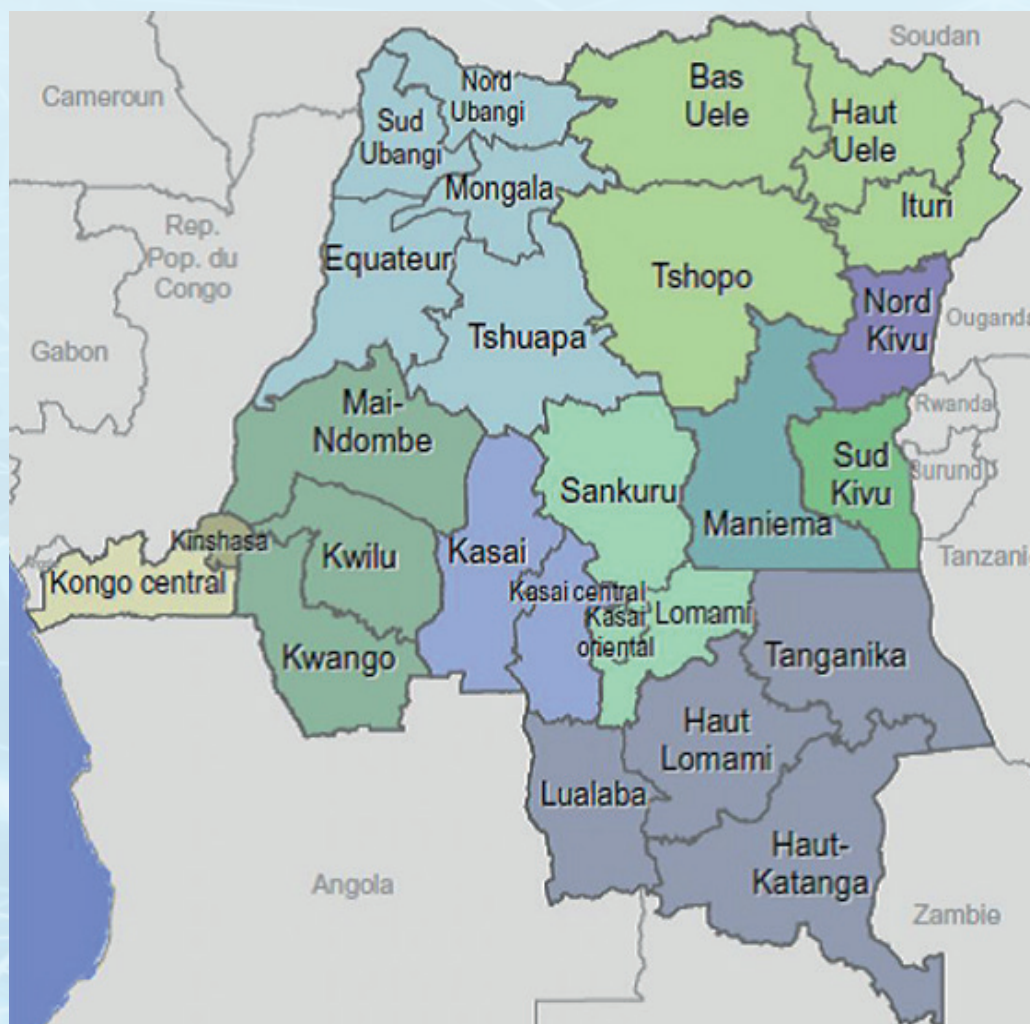 Soudan
Cameroun
Bas
Uele
Nord
Ubangi
Haut
Uele
Sud
Ubangi
Mongala
Ituri
Rep.
Pop. du
Congo
Equateur
Tshopo
Nord
Kivu
Ouganda
Gabon
Tshuapa
Mai-
Ndombe
Rwanda
Sud
Kivu
Burundi
Sankuru
Maniema
Kinshasa
Kwilu
Kasai
Tanzani
Kongo central
Kasai central
Kasai
oriental
Lomami
Kwango
Tanganika
Haut
Lomami
Lualaba
Haut-
Katanga
Angola
Zambie